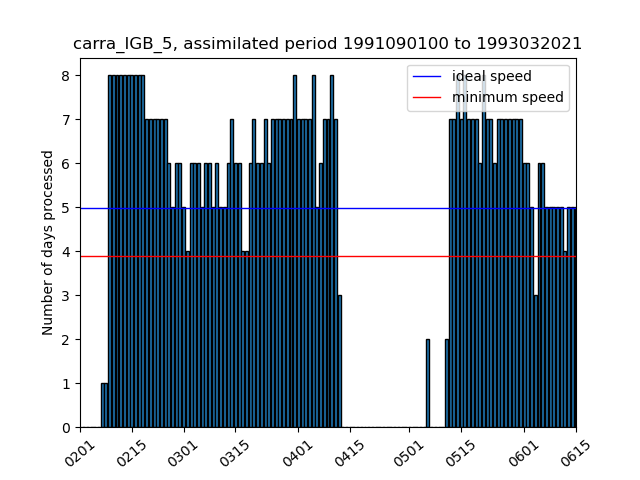 carra_IGB_5, assimilated period 1991090100 to 1993032021
ideal speed
minimum speed
Number of days processed
8
7
6
5
4
3
2
1
0
0201 0215 0301 0315 0401 0415 0501 0515 0601 0615